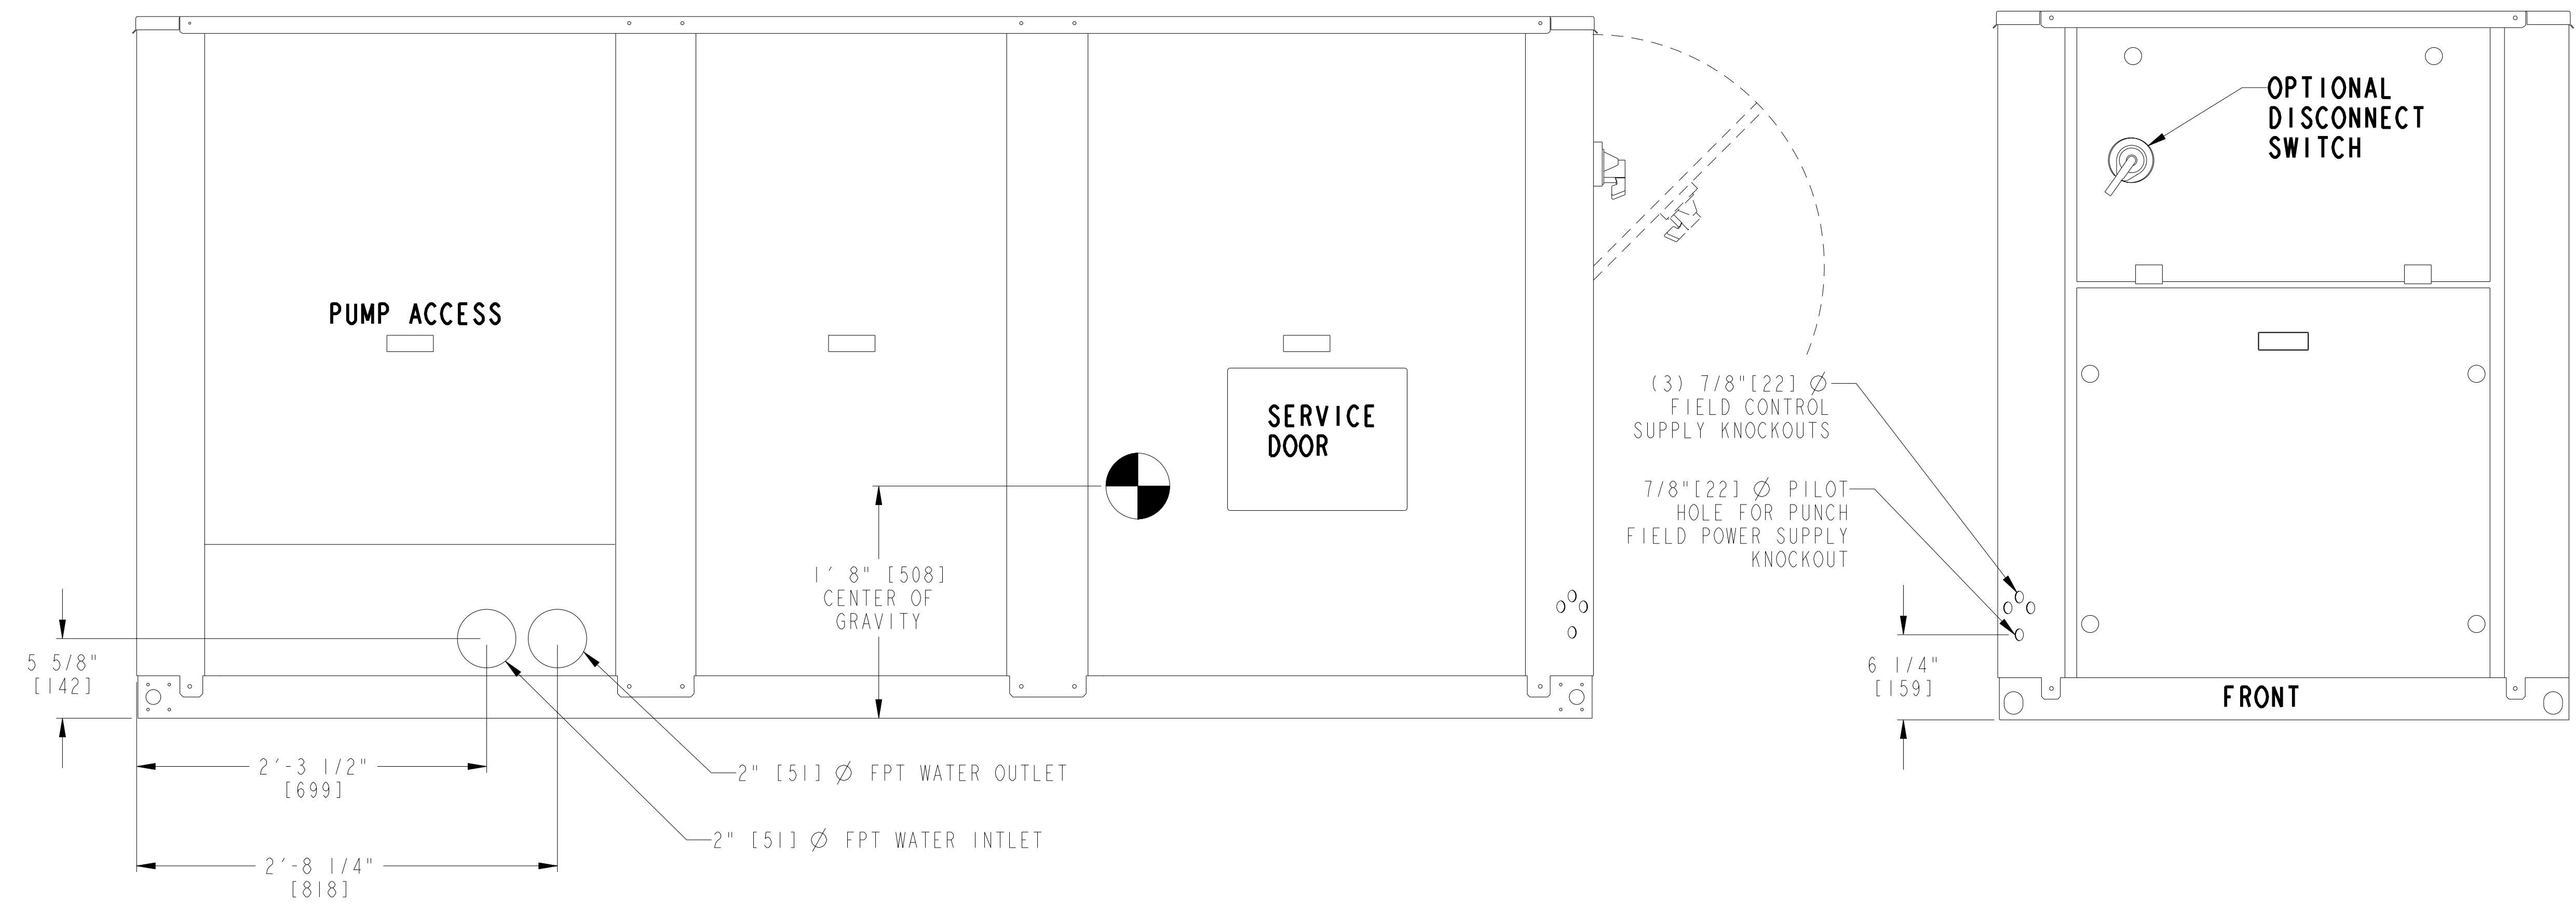 PUMP ACCESS
SERVICE
DOOR
1' 8" [508]
CENTER OF
GRAVITY
5 5/8"
[142]
2'-3 1/2"
[699]
2'-8 1/4"
[818]
2" [51] Ø FPT WATER OUTLET
2" [51] Ø FPT WATER INTLET
OPTIONAL
DISCONNECT
SWITCH
(3) 7/8"[22] Ø
FIELD CONTROL
SUPPLY KNOCKOUTS
7/8"[22] Ø PILOT
HOLE FOR PUNCH
FIELD POWER SUPPLY
KNOCKOUT
6 1/4"
[159]
FRONT